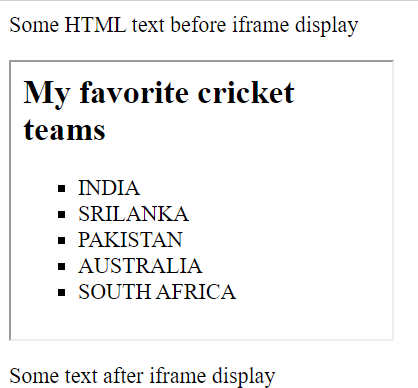 Some HTML text before iframe display
My favorite cricket
teams
INDIA
SRILANKA
PAKISTAN
AUSTRALIA
SOUTH AFRICA
Some text after iframe display